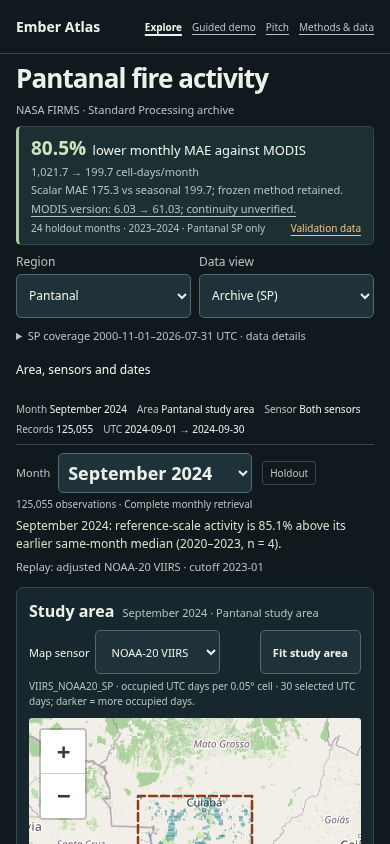 Ember Atlas
Explore Guided demo Pitch Methods & data
Pantanal fire activity
NASA FIRMS · Standard Processing archive
80.5% lower monthly MAE against MODIS
1,021.7 → 199.7 cell-days/month
Scalar MAE 175.3 vs seasonal 199.7; frozen method retained.
MODIS version: 6.03 → 61.03; continuity unverified.
24 holdout months · 2023–2024 · Pantanal SP only Validation data
Region Data view
Pantanal Archive (SP)
SP coverage 2000-11-01–2026-07-31 UTC · data details
Area, sensors and dates
Month September 2024 Area Pantanal study area Sensor Both sensors
Records 125,055 UTC 2024-09-01 → 2024-09-30
Month September 2024 Holdout
125,055 observations · Complete monthly retrieval
September 2024: reference-scale activity is 85.1% above its
earlier same-month median (2020–2023, n = 4).
Replay: adjusted NOAA-20 VIIRS · cutoff 2023-01
Study area September 2024 · Pantanal study area
Map sensor NOAA-20 VIIRS Fit study area
VIIRS_NOAA20_SP · occupied UTC days per 0.05° cell · 30 selected UTC
days; darker = more occupied days.
+
−
Mato Grosso
Cuiabá
Goiás
Santa Cruz